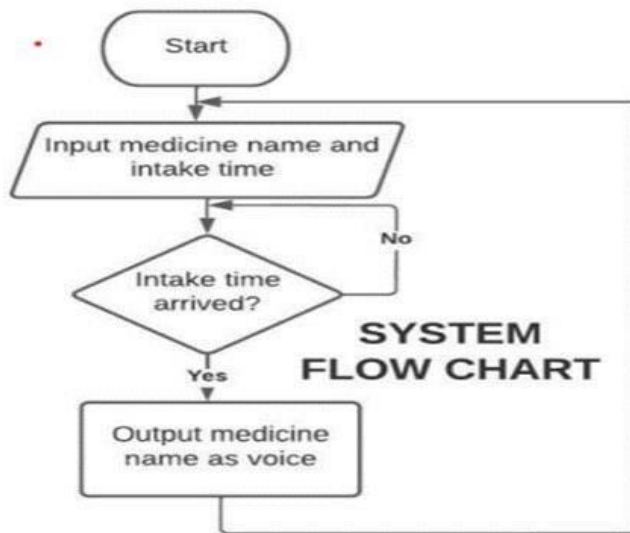 Start
Input medicine name and
intake time
No
Intake time
arrived?
SYSTEM
FLOW CHART
Yes
Output medicine
name as voice